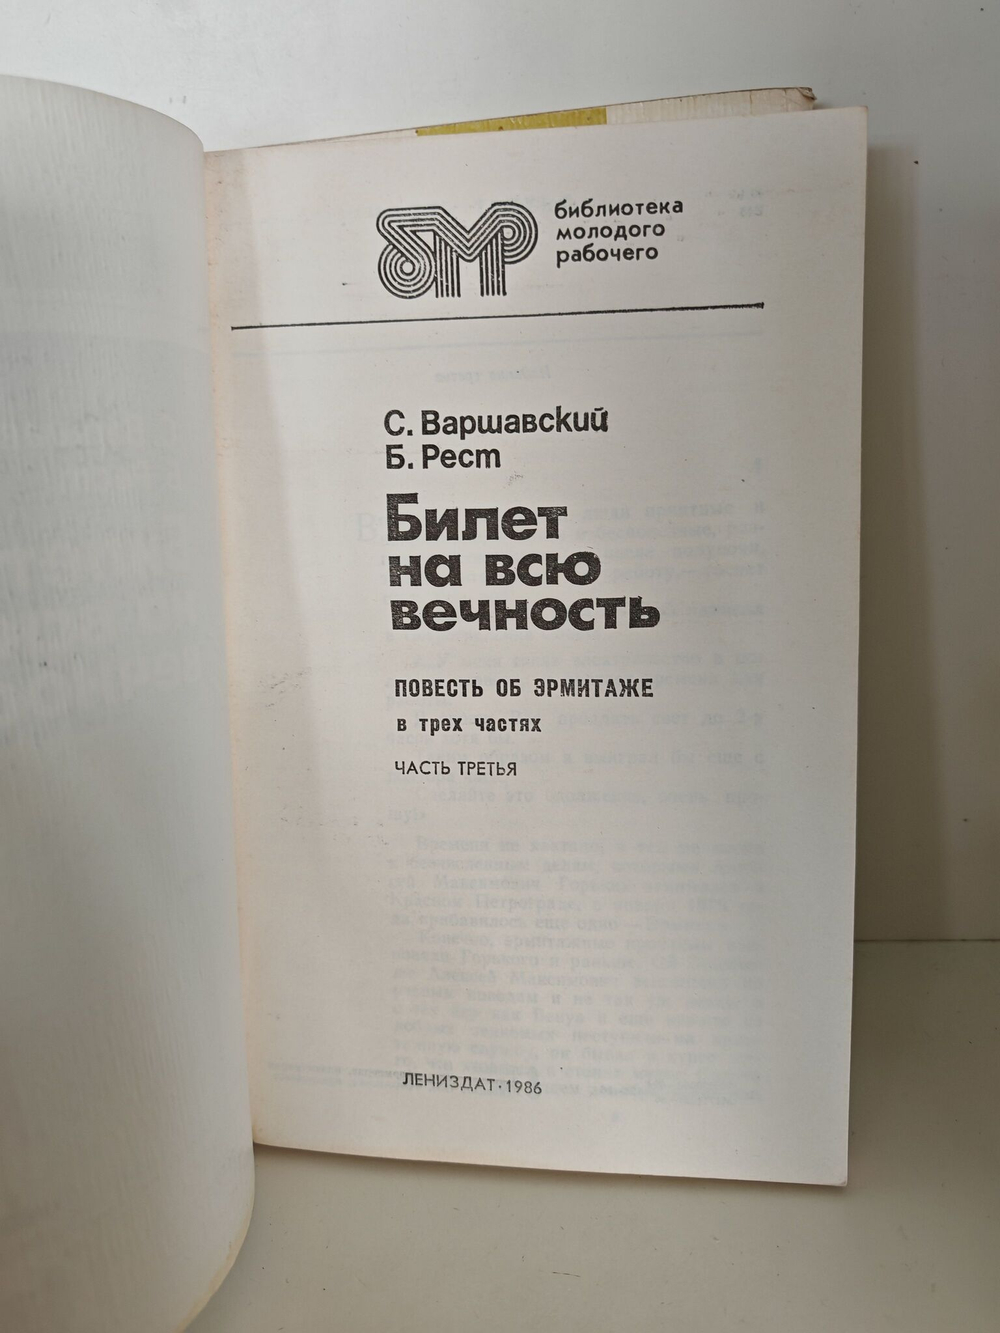 бмр
библиотека
молодого
рабочего
С. Варшавский
Б. Рест
Билет
на всю
вечность
ПОВЕСТЬ ОБ ЭРМИТАЖЕ
в трех частях
ЧАСТЬ ТРЕТЬЯ
ЛЕНИЗДАТ · 1986